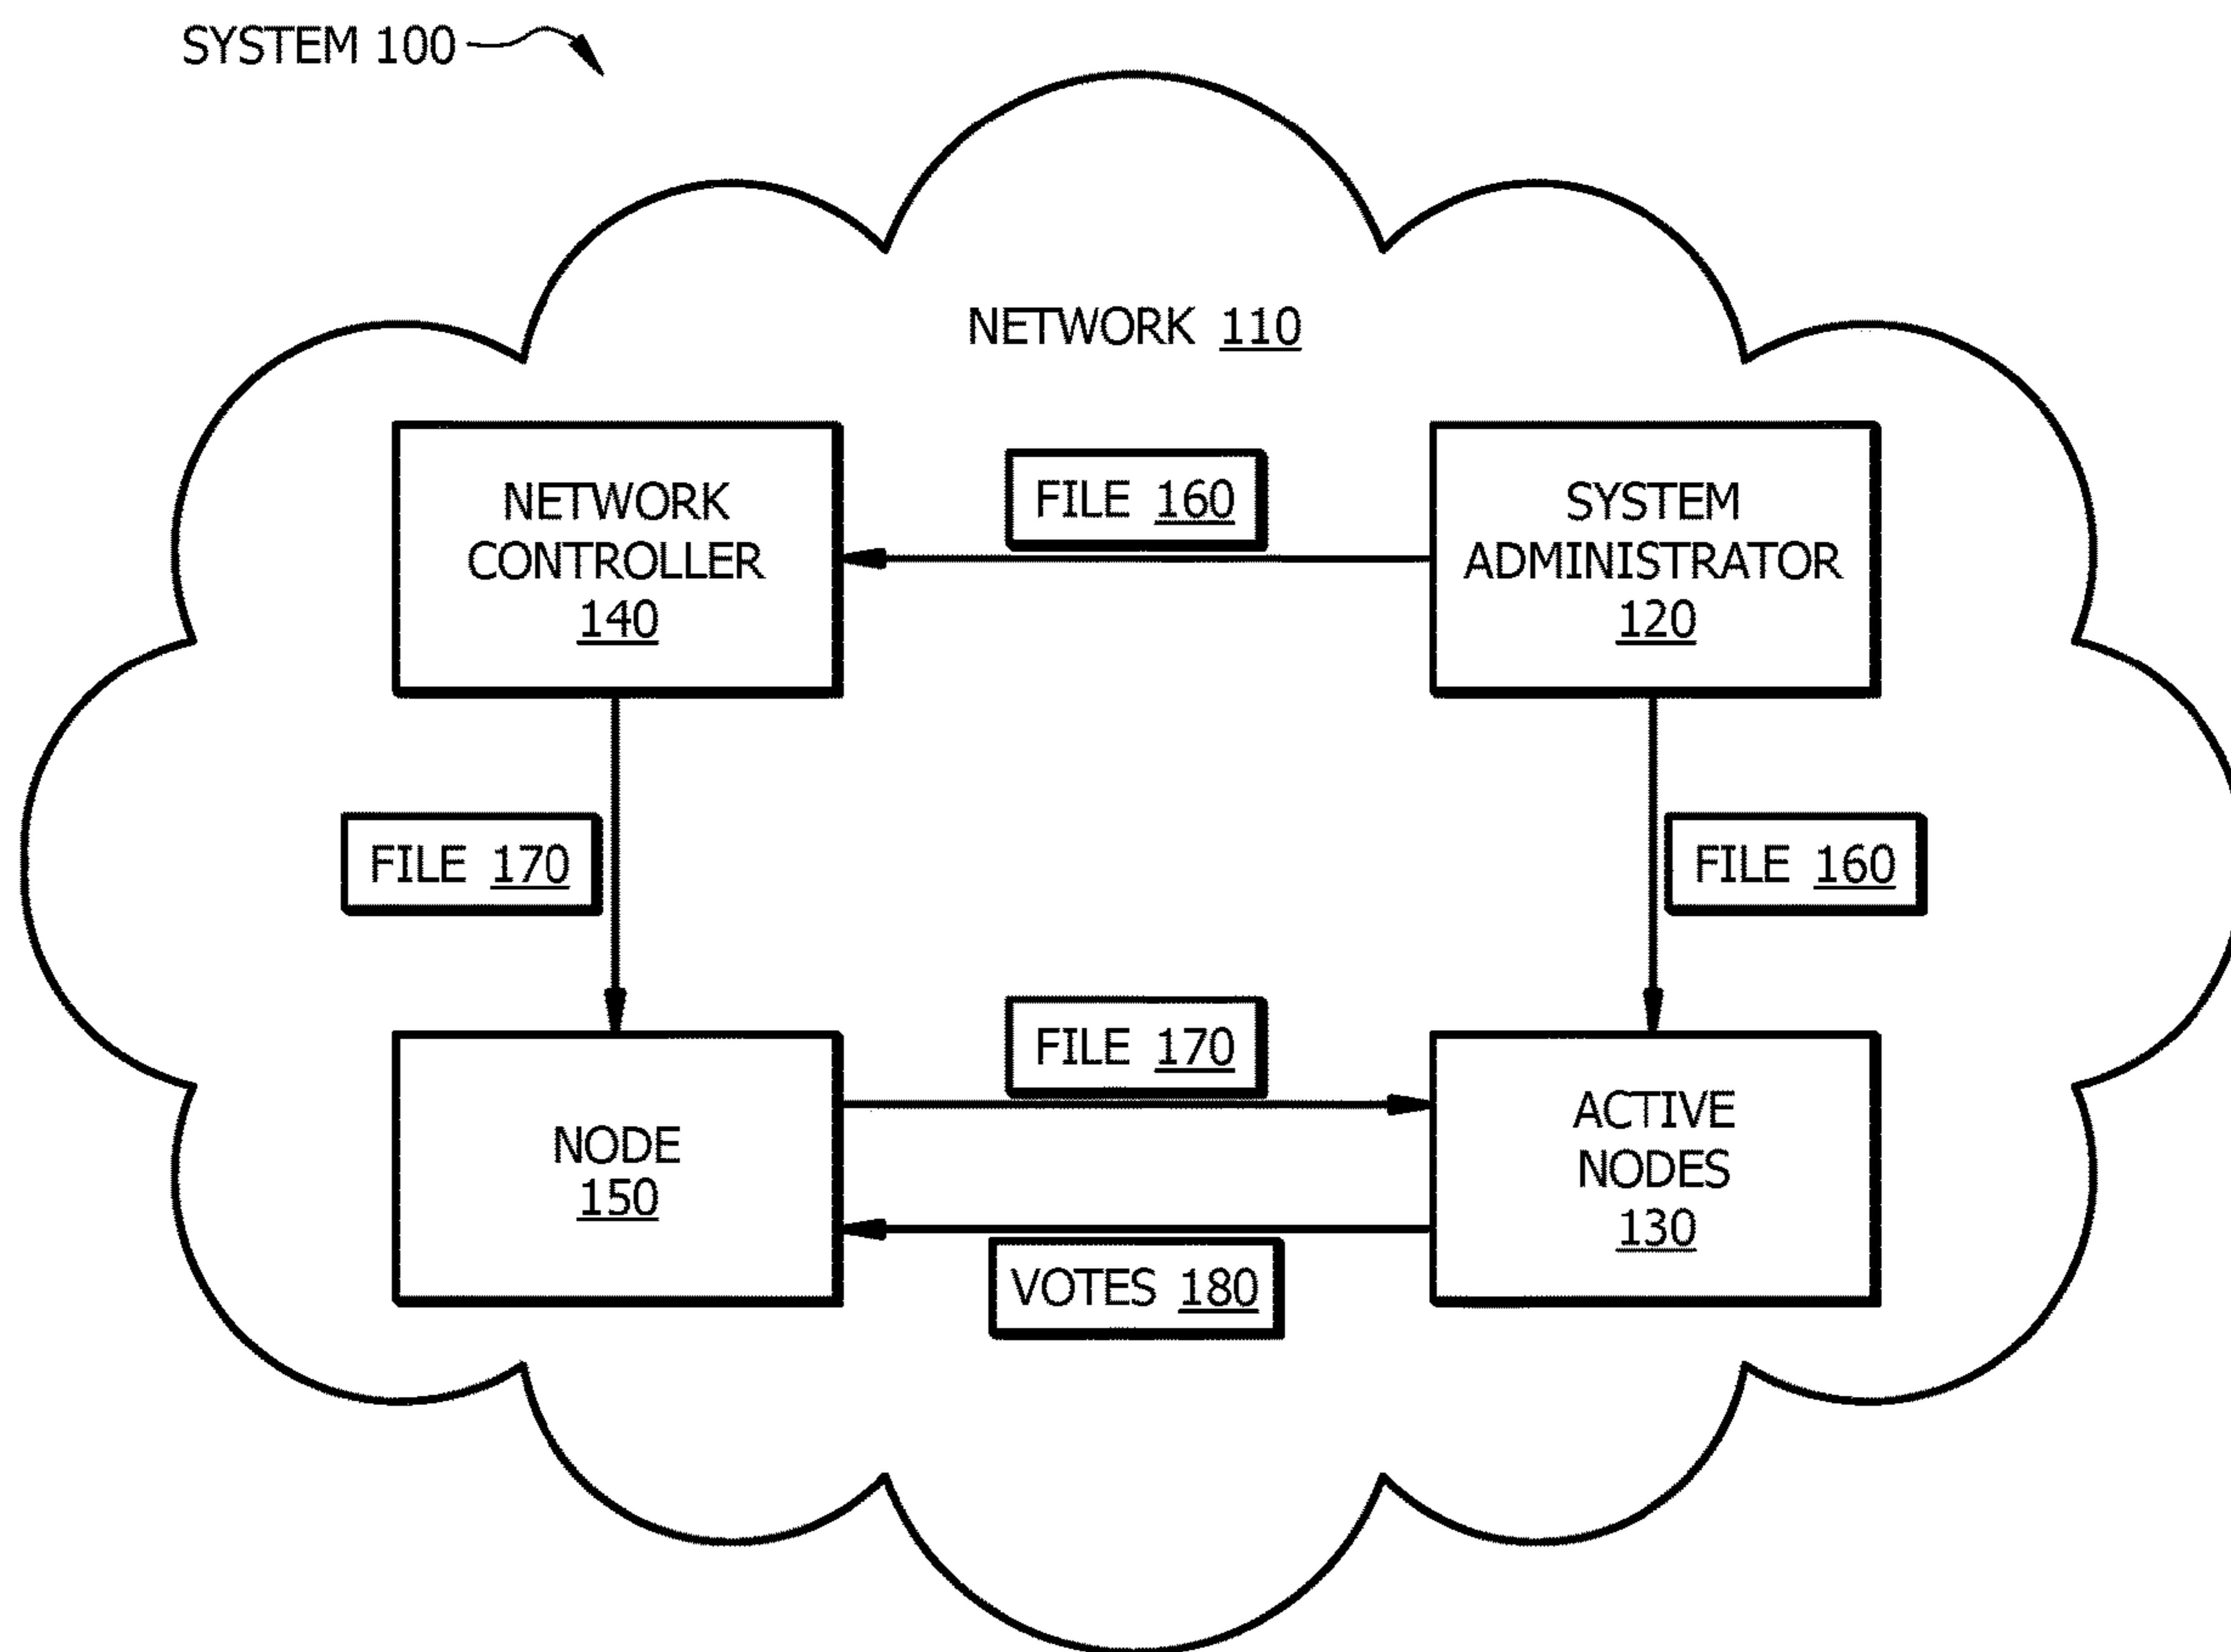 SYSTEM 100
NETWORK 110
NETWORK
CONTROLLER
140
FILE 160
SYSTEM
ADMINISTRATOR
120
FILE 170
FILE 160
NODE
150
FILE 170
ACTIVE
NODES
130
VOTES 180